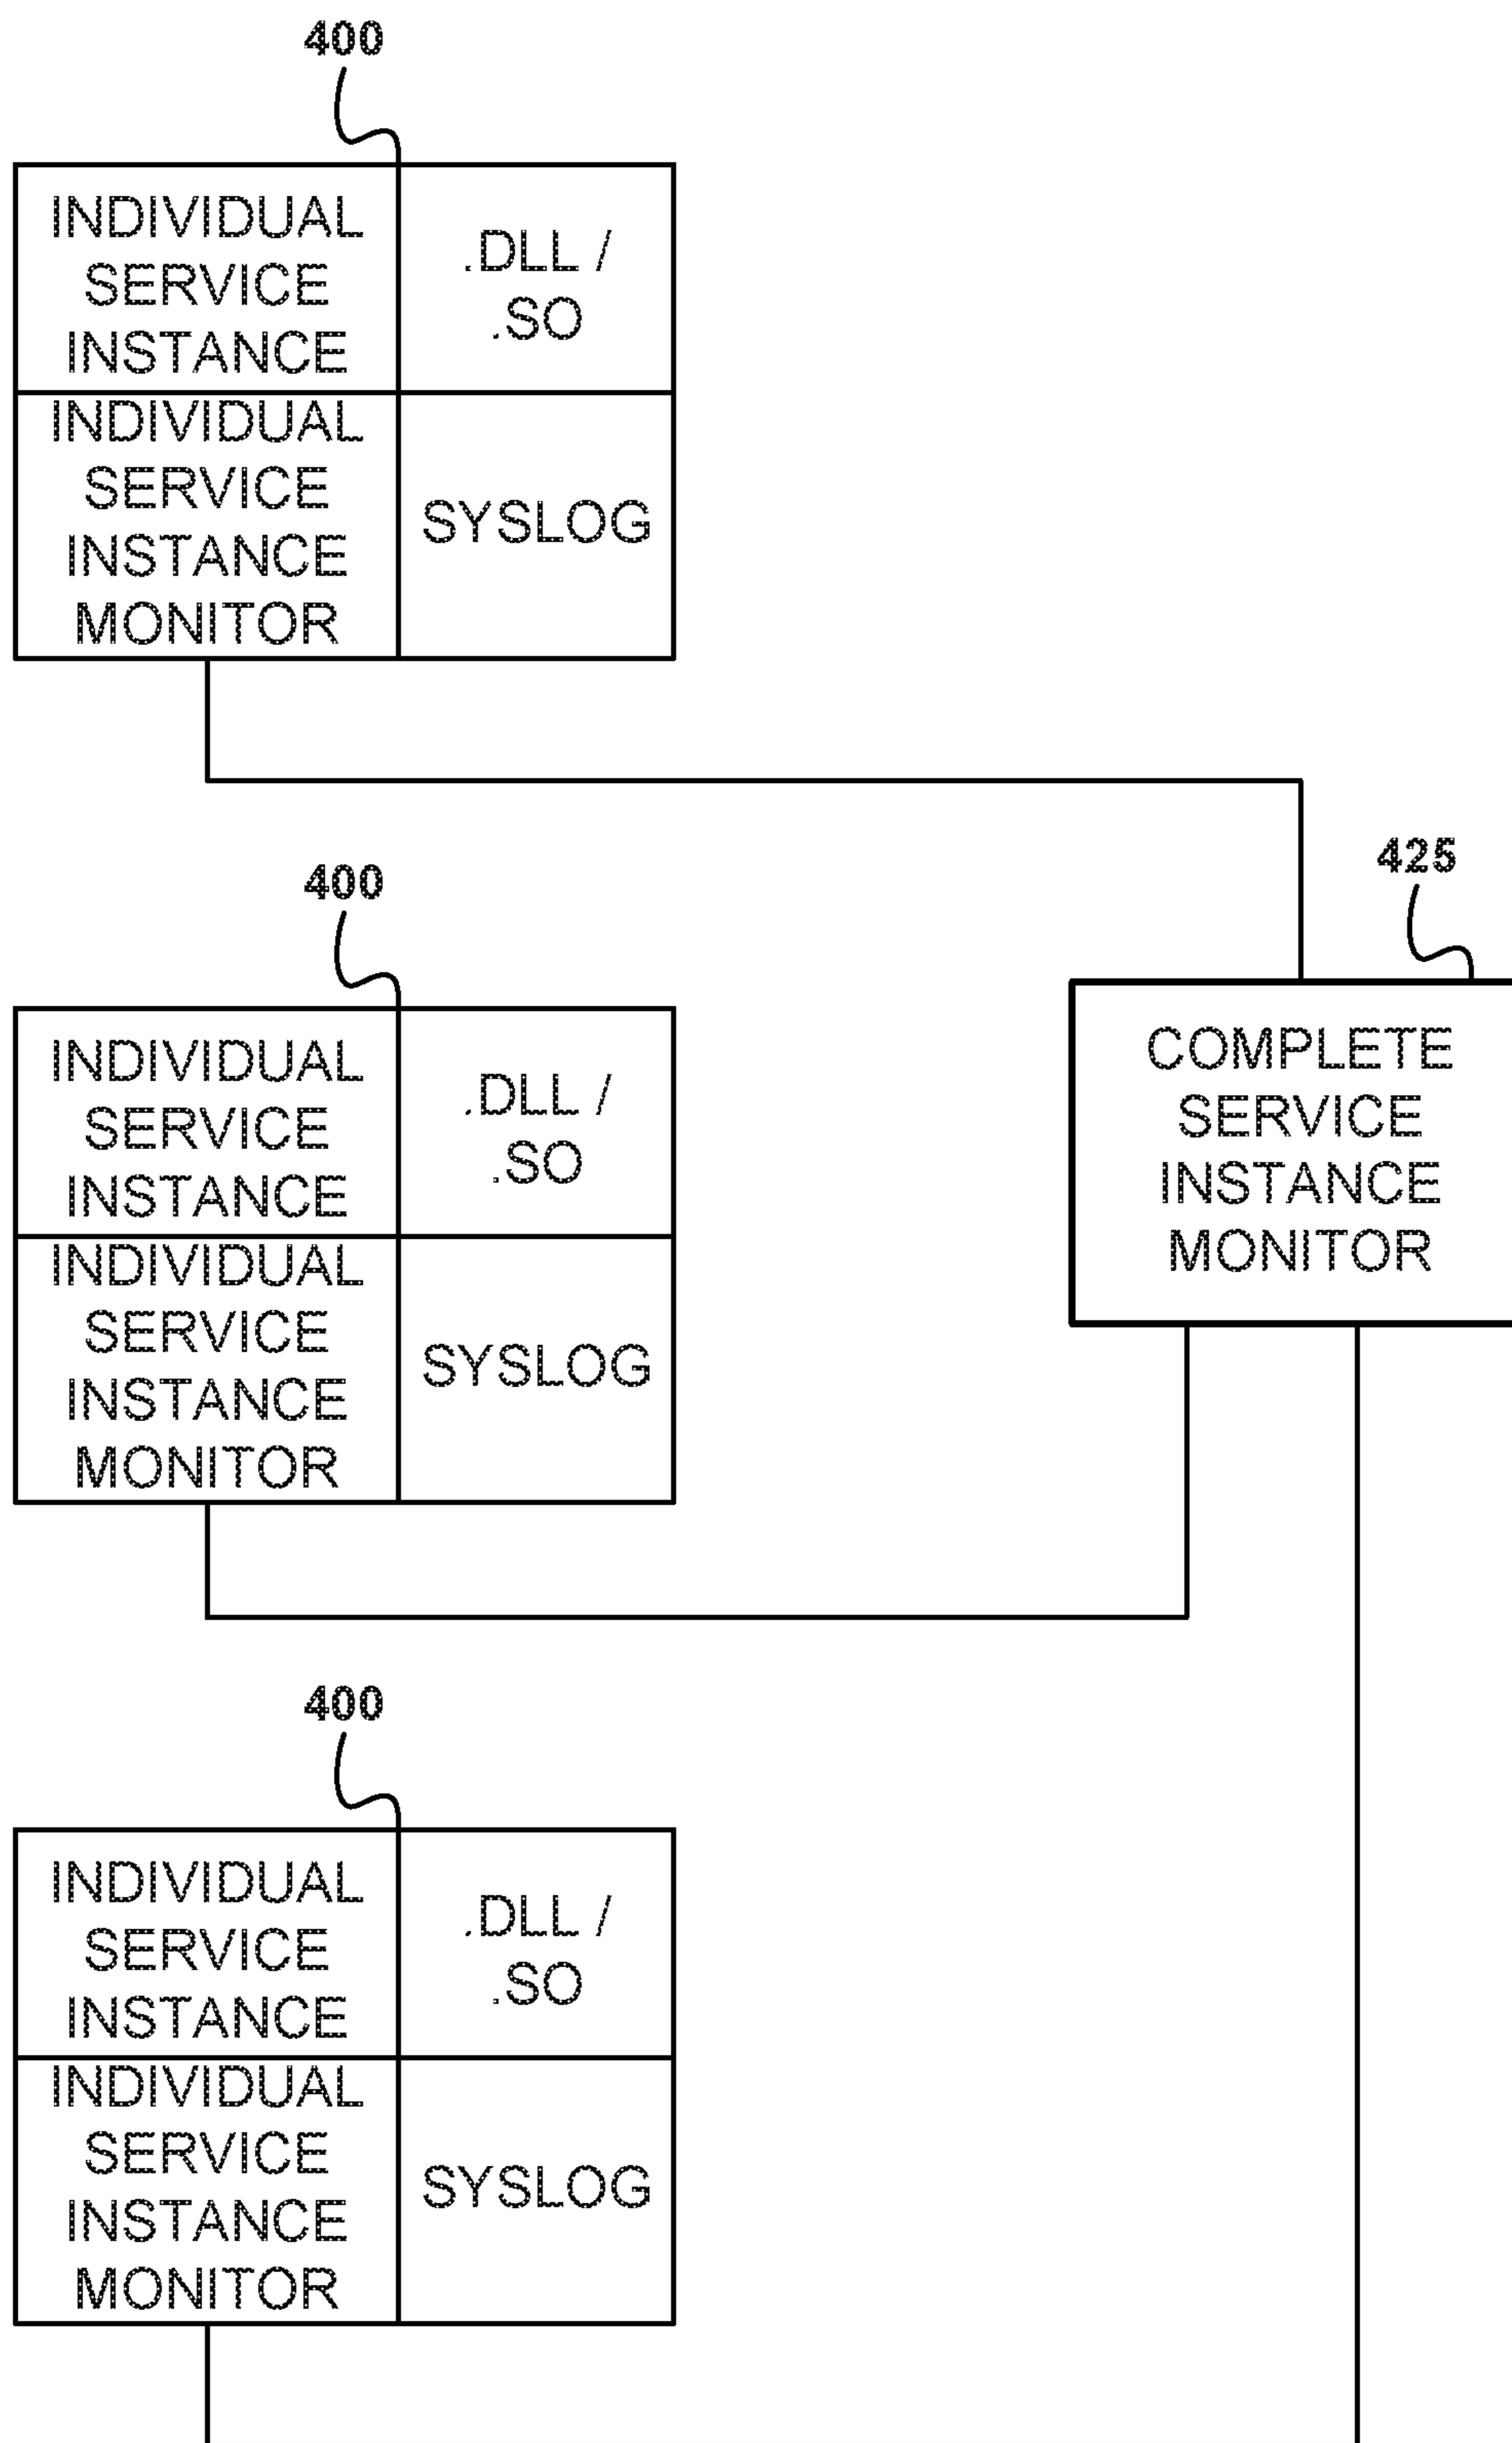 400
INDIVIDUAL
SERVICE
INSTANCE
.DLL /
.SO
INDIVIDUAL
SERVICE
INSTANCE
MONITOR
SYSLOG
400
INDIVIDUAL
SERVICE
INSTANCE
.DLL /
.SO
INDIVIDUAL
SERVICE
INSTANCE
MONITOR
SYSLOG
425
COMPLETE
SERVICE
INSTANCE
MONITOR
400
INDIVIDUAL
SERVICE
INSTANCE
.DLL /
.SO
INDIVIDUAL
SERVICE
INSTANCE
MONITOR
SYSLOG